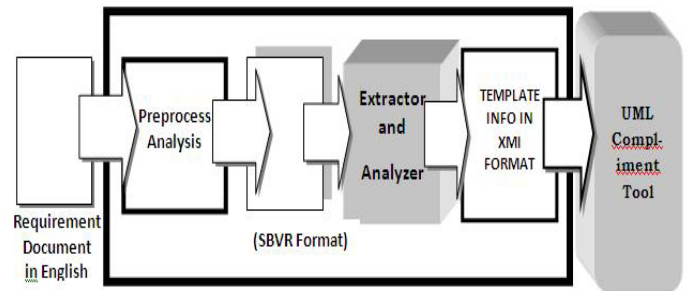 Requirement
Document
in English
Preprocess
Analysis
(SBVR Format)
Extractor
and
Analyzer
TEMPLATE
INFO IN
XMI
FORMAT
UML
Compl-
iment
Tool